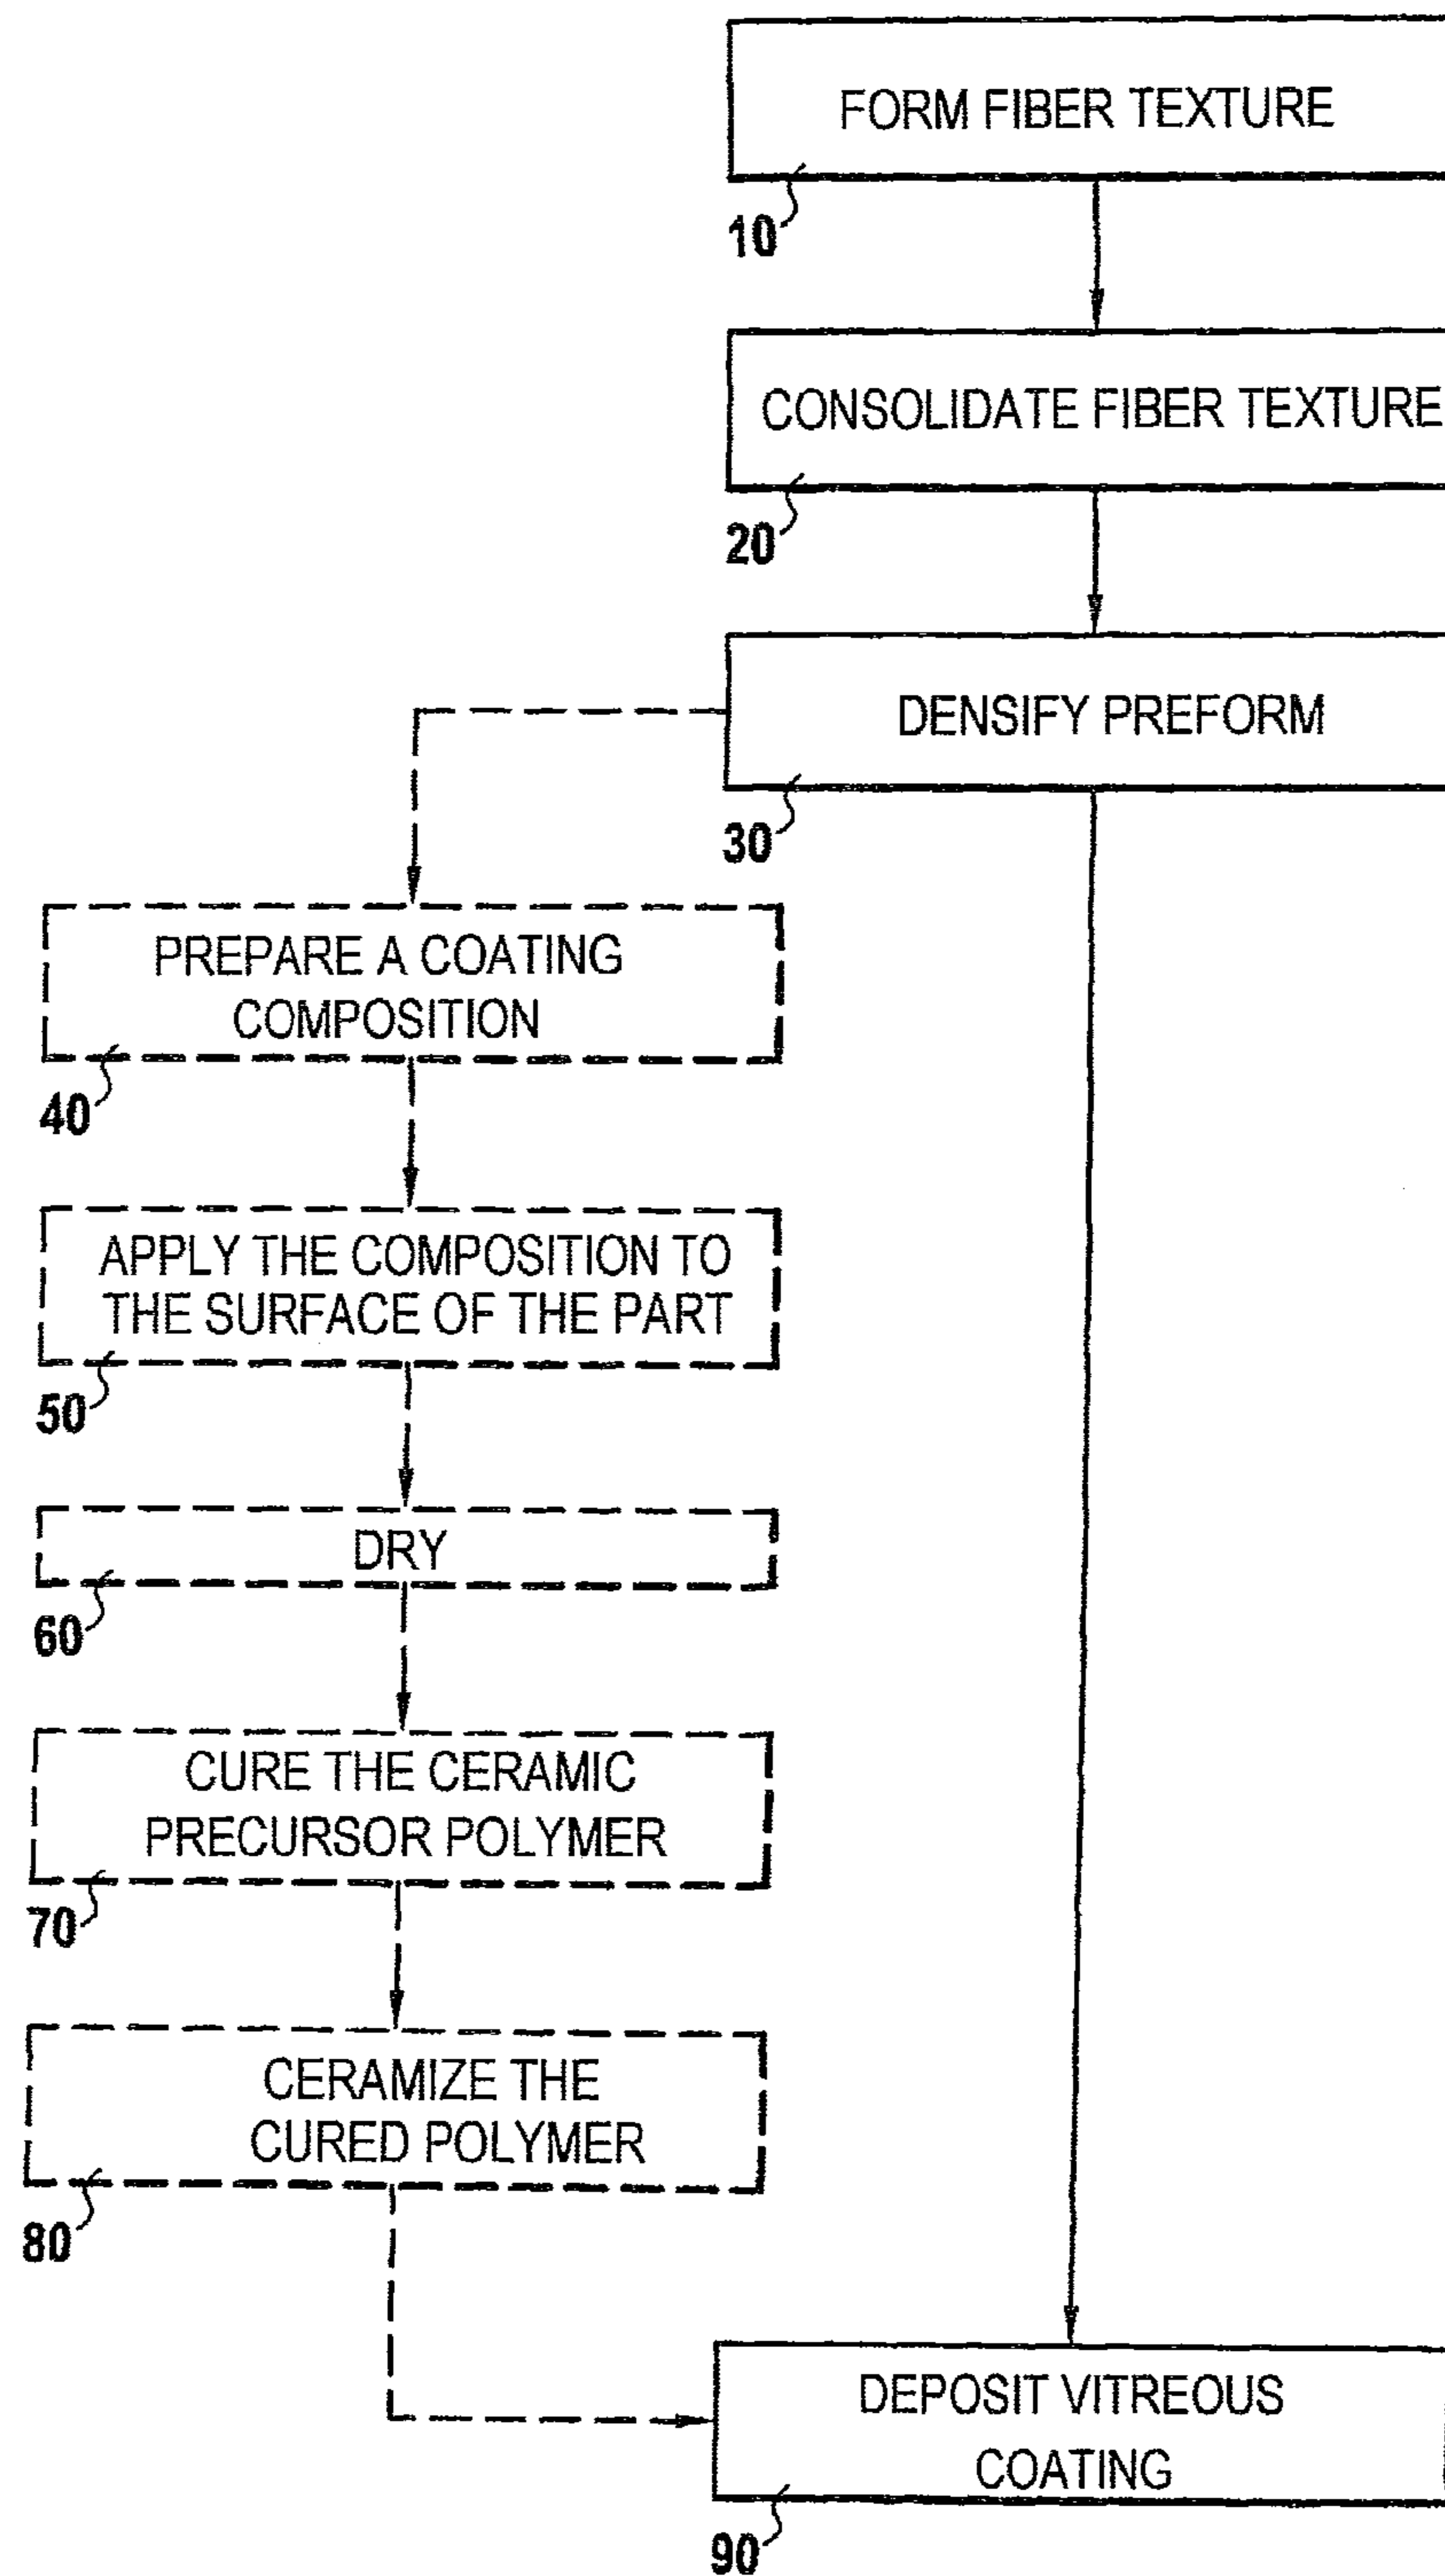 FORM FIBER TEXTURE
10
CONSOLIDATE FIBER TEXTURE
20
DENSIFY PREFORM
30
PREPARE A COATING
COMPOSITION
40
APPLY THE COMPOSITION TO
THE SURFACE OF THE PART
50
DRY
60
CURE THE CERAMIC
PRECURSOR POLYMER
70
CERAMIZE THE
CURED POLYMER
80
DEPOSIT VITREOUS
COATING
90